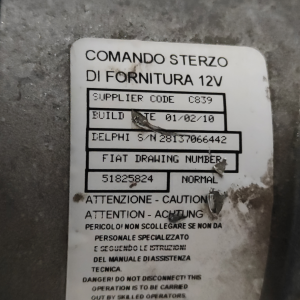 COMANDO STERZO
DI FORNITURA 12V
SUPPLIER CODE C839
BUILD DATE 01/02/10
DELPHI S/N 28137066442
FIAT DRAWING NUMBER
51825824 NORMAL
ATTENZIONE - CAUTION
ATTENTION - ACHTUNG
PERICOLO! NON SCOLLEGARE SE NON DA
PERSONALE SPECIALIZZATO
E SEGUENDO LE ISTRUZIONI
DEL MANUALE DI ASSISTENZA
TECNICA.
DANGER! DO NOT DISCONNECT! THIS
OPERATION IS TO BE CARRIED
OUT BY SKILLED OPERATORS